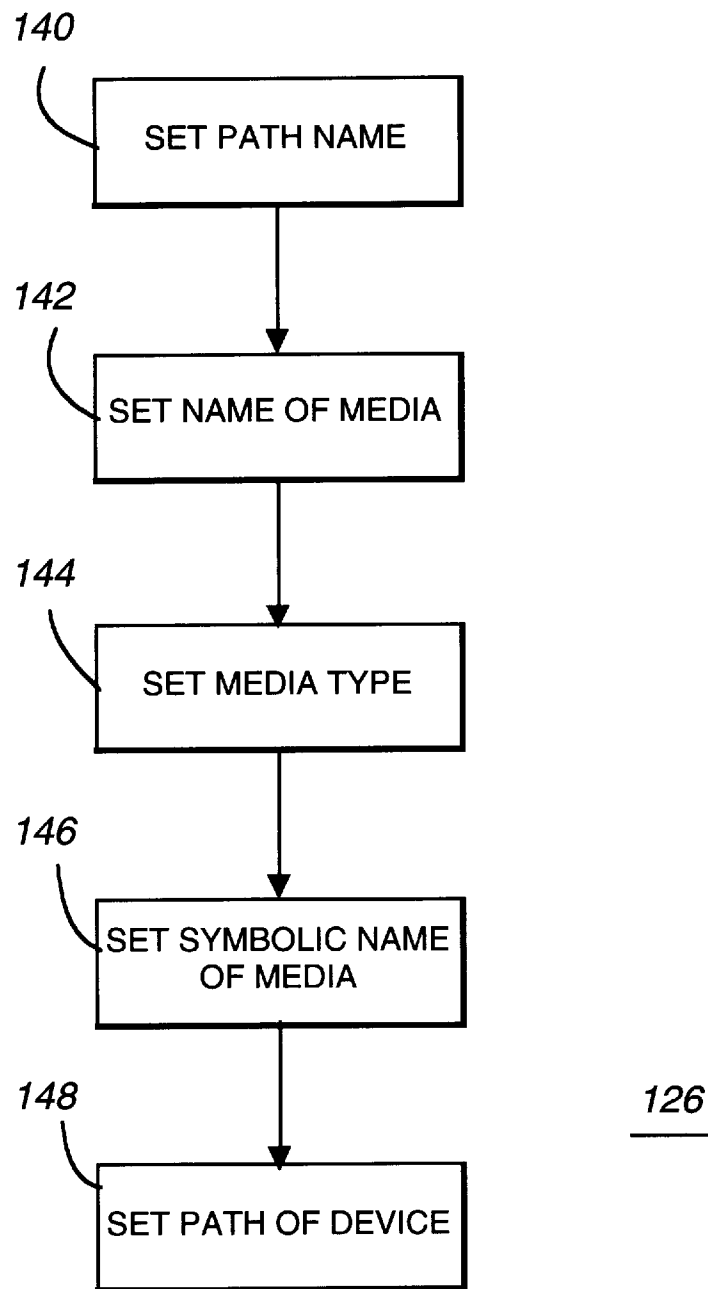 140
SET PATH NAME
142
SET NAME OF MEDIA
144
SET MEDIA TYPE
146
SET SYMBOLIC NAME
OF MEDIA
148
126
SET PATH OF DEVICE